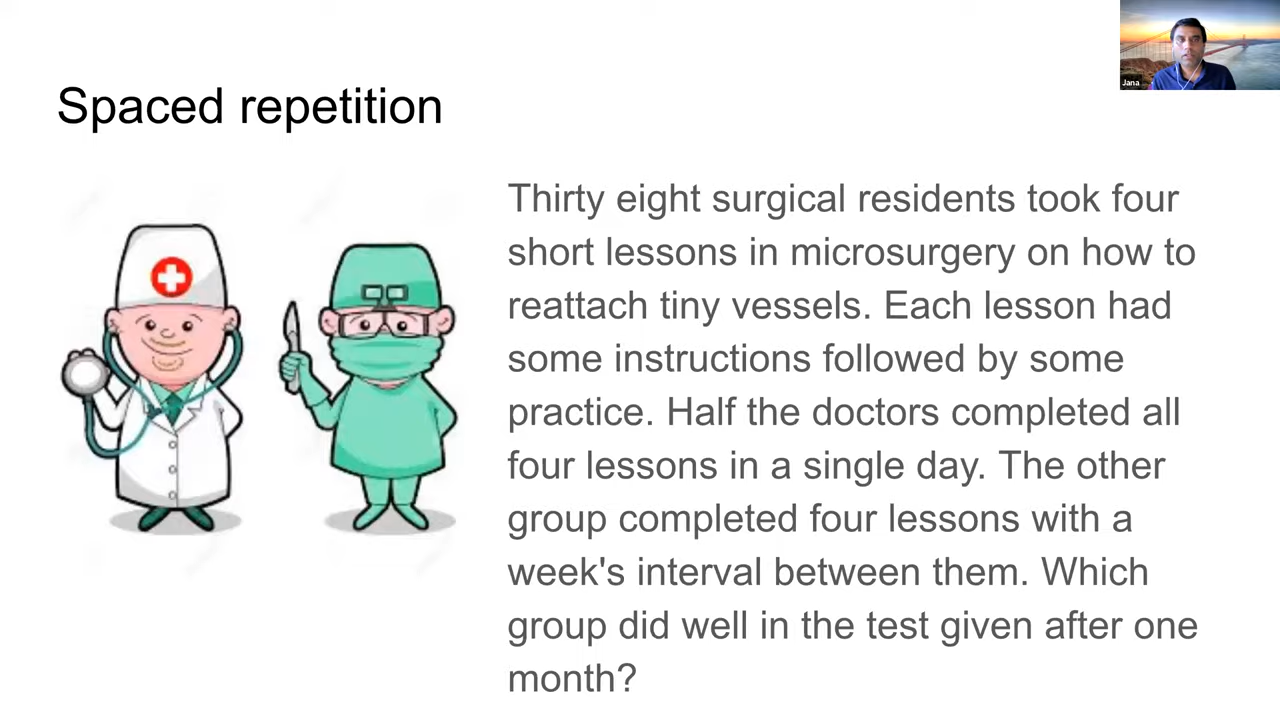 Jana
Spaced repetition
Thirty eight surgical residents took four
short lessons in microsurgery on how to
reattach tiny vessels. Each lesson had
some instructions followed by some
practice. Half the doctors completed all
four lessons in a single day. The other
group completed four lessons with a
week's interval between them. Which
group did well in the test given after one
month?